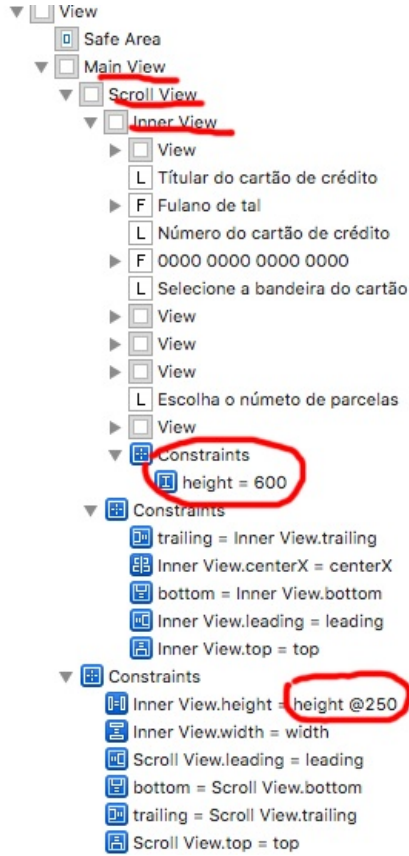 View
Safe Area
Main View
Scroll View
Inner View
View
L Títular do cartão de crédito
F Fulano de tal
L Número do cartão de crédito
F 0000 0000 0000 0000
L Selecione a bandeira do cartão
View
View
View
L Escolha o númeto de parcelas
View
Constraints
height = 600
Constraints
trailing = Inner View.trailing
Inner View.centerX = centerX
bottom = Inner View.bottom
Inner View.leading = leading
Inner View.top = top
Constraints
Inner View.height = height @250
Inner View.width = width
Scroll View.leading = leading
bottom = Scroll View.bottom
trailing = Scroll View.trailing
Scroll View.top = top